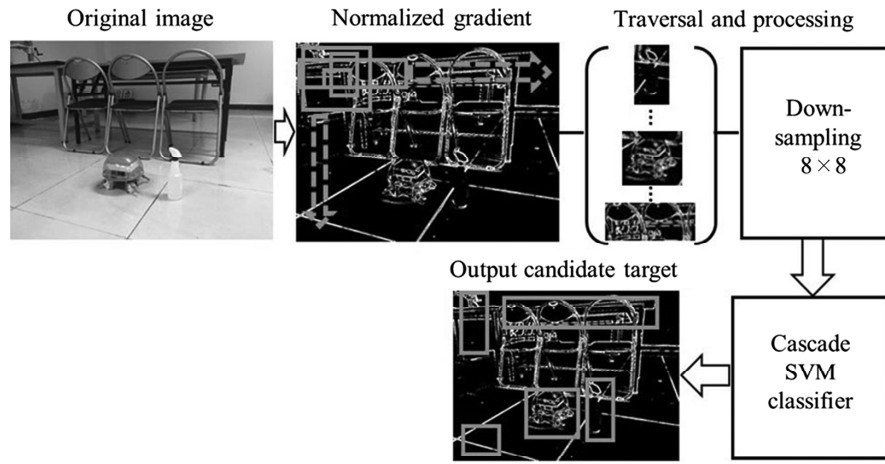 Original image
Normalized gradient
Traversal and processing
Down-
sampling
8 × 8
Output candidate target
Cascade
SVM
classifier